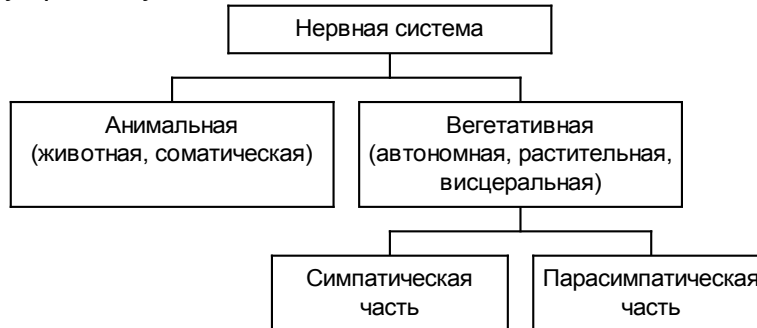 Нервная система
Анимальная
(животная, соматическая)
Вегетативная
(автономная, растительная,
висцеральная)
Симпатическая
часть
Парасимпатическая
часть